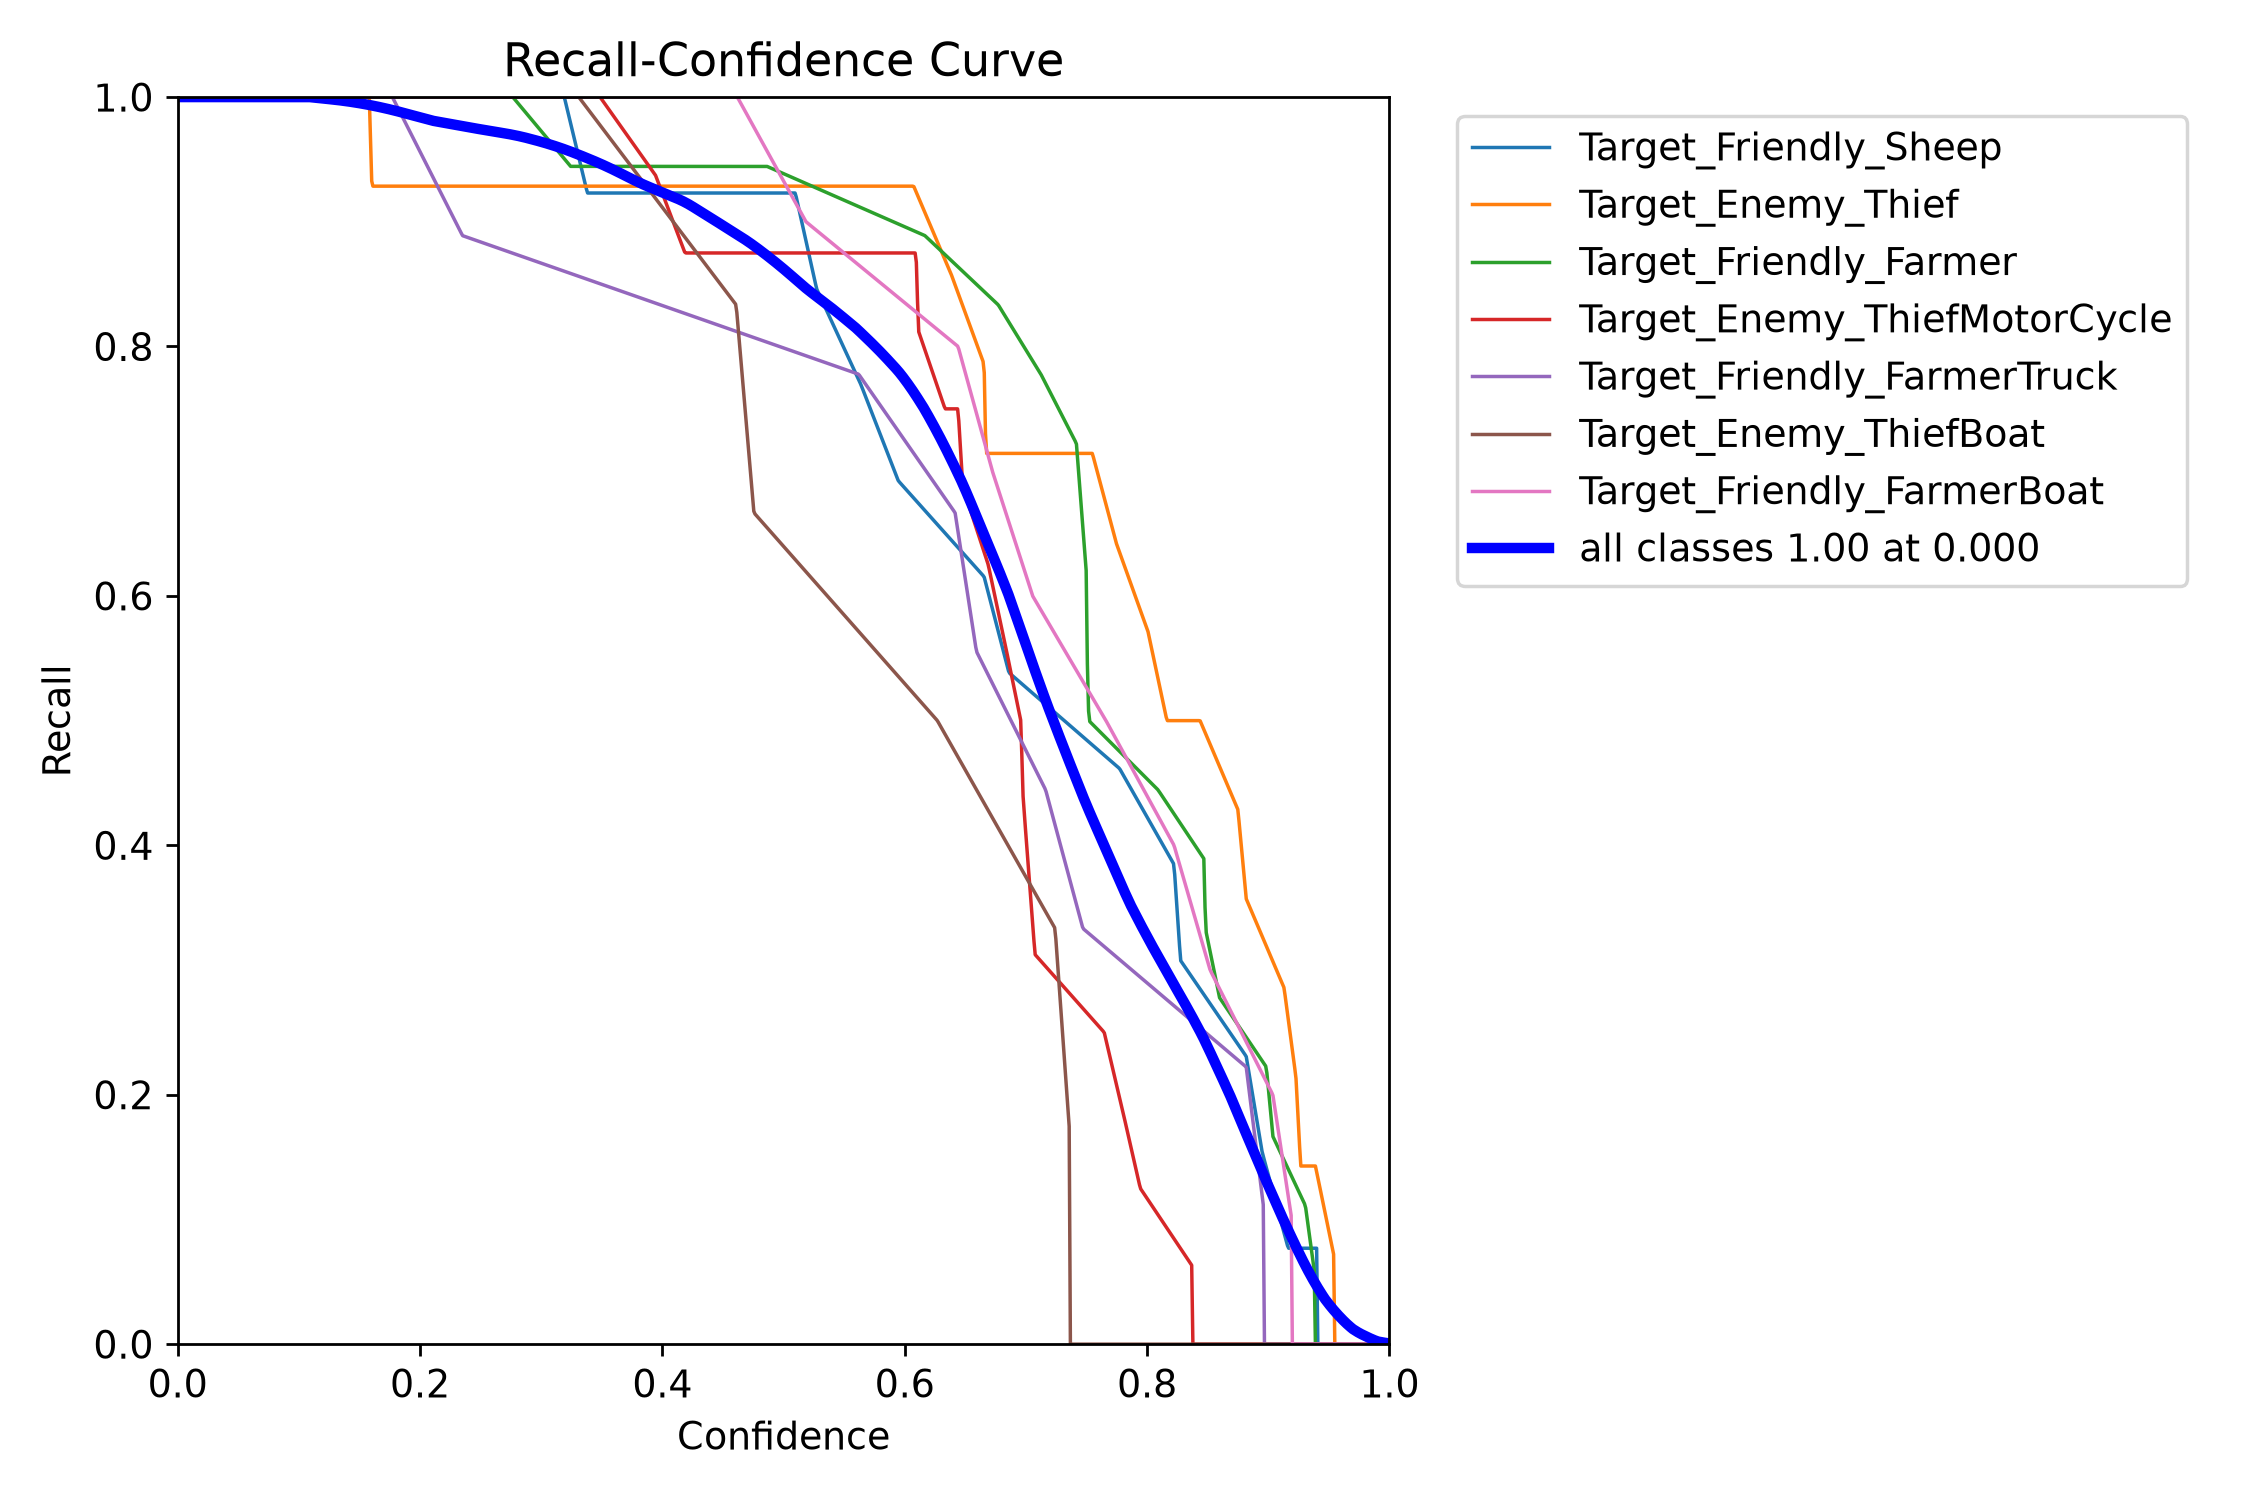 Recall-Confidence Curve
1.0
0.8
0.6
0.4
0.2
0.0
Recall
0.0 0.2 0.4 0.6 0.8 1.0
Confidence
Target_Friendly_Sheep
Target_Enemy_Thief
Target_Friendly_Farmer
Target_Enemy_ThiefMotorCycle
Target_Friendly_FarmerTruck
Target_Enemy_ThiefBoat
Target_Friendly_FarmerBoat
all classes 1.00 at 0.000